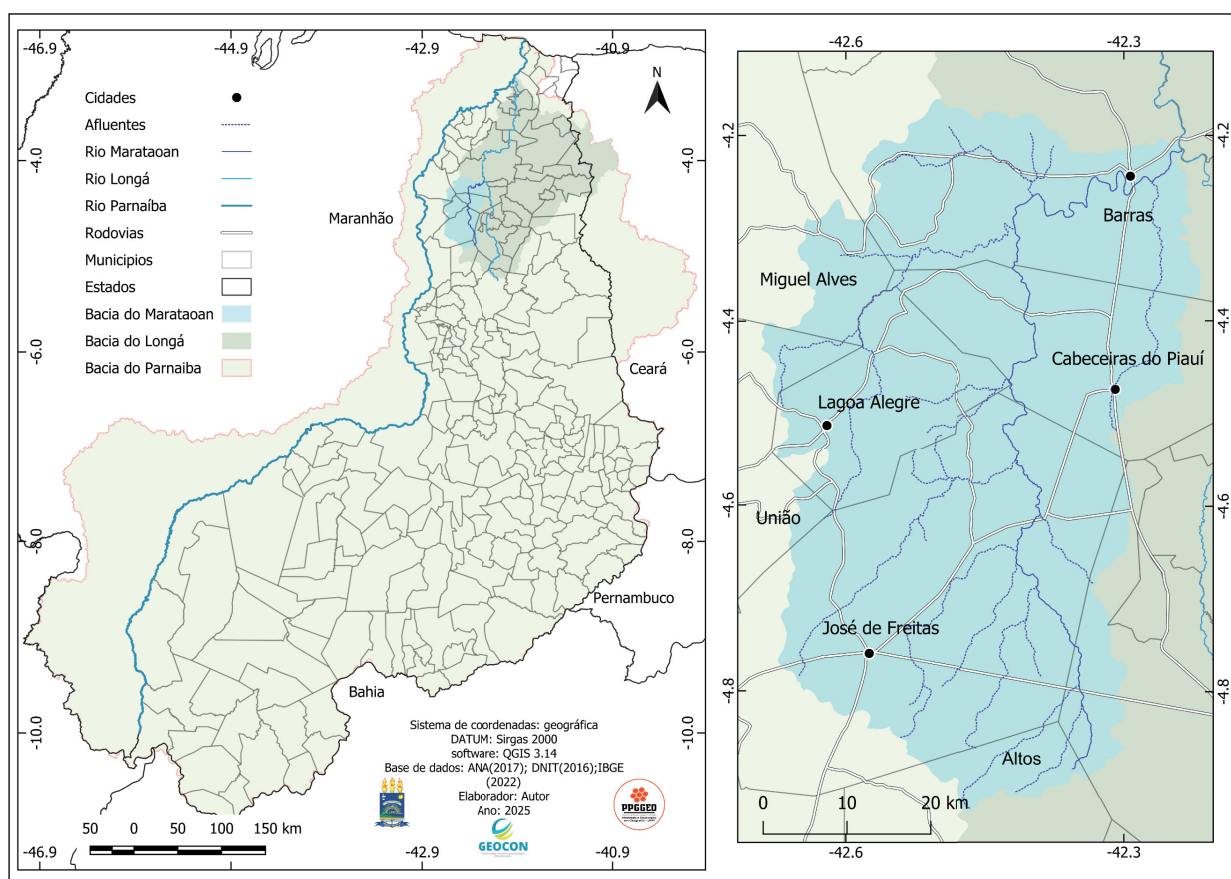 -46.9
-44.9
-42.9
-40.9
-4.0
-6.0
-8.0
-10.0
Cidades
Afluentes
Rio Marataoan
Rio Longá
Rio Parnaíba
Rodovias
Municipios
Estados
Bacia do Marataoan
Bacia do Longá
Bacia do Parnaiba
N
Maranhão
Ceará
Pernambuco
Bahia
Sistema de coordenadas: geográfica
DATUM: Sirgas 2000
software: QGIS 3.14
Base de dados: ANA(2017); DNIT(2016);IBGE
(2022)
Elaborador: Autor
Ano: 2025
PPGGEO
GEOCON
50 0 50 100 150 km
-46.9
-44.9
-42.9
-40.9
-4.0
-6.0
-8.0
-10.0
-42.6
-42.3
-4.2
-4.4
-4.6
-4.8
Barras
Miguel Alves
Cabeceiras do Piauí
Lagoa Alegre
União
José de Freitas
Altos
0 10 20 km
-4.2
-4.4
-4.6
-4.8
-42.6
-42.3